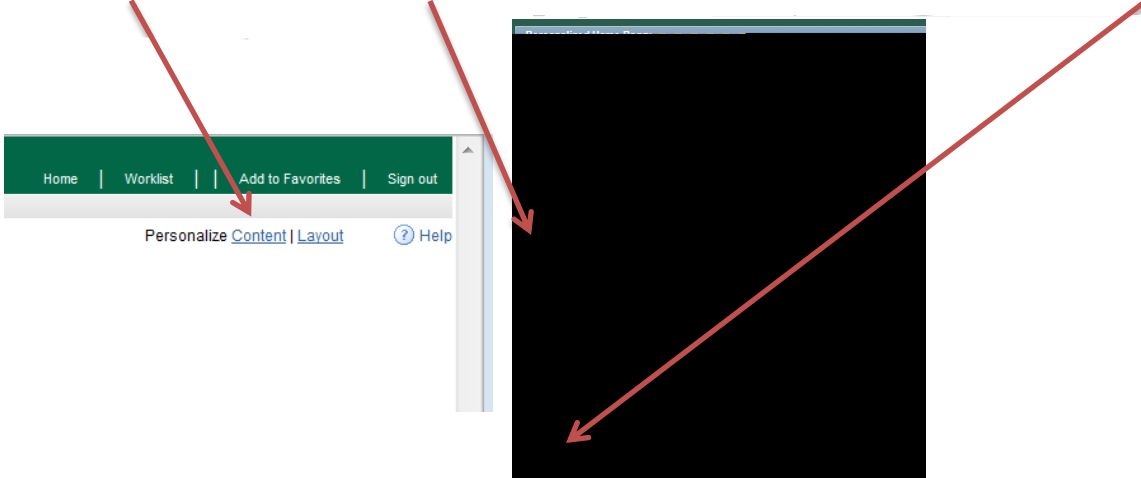 Home | Worklist | | Add to Favorites | Sign out
Personalize Content | Layout ? Help